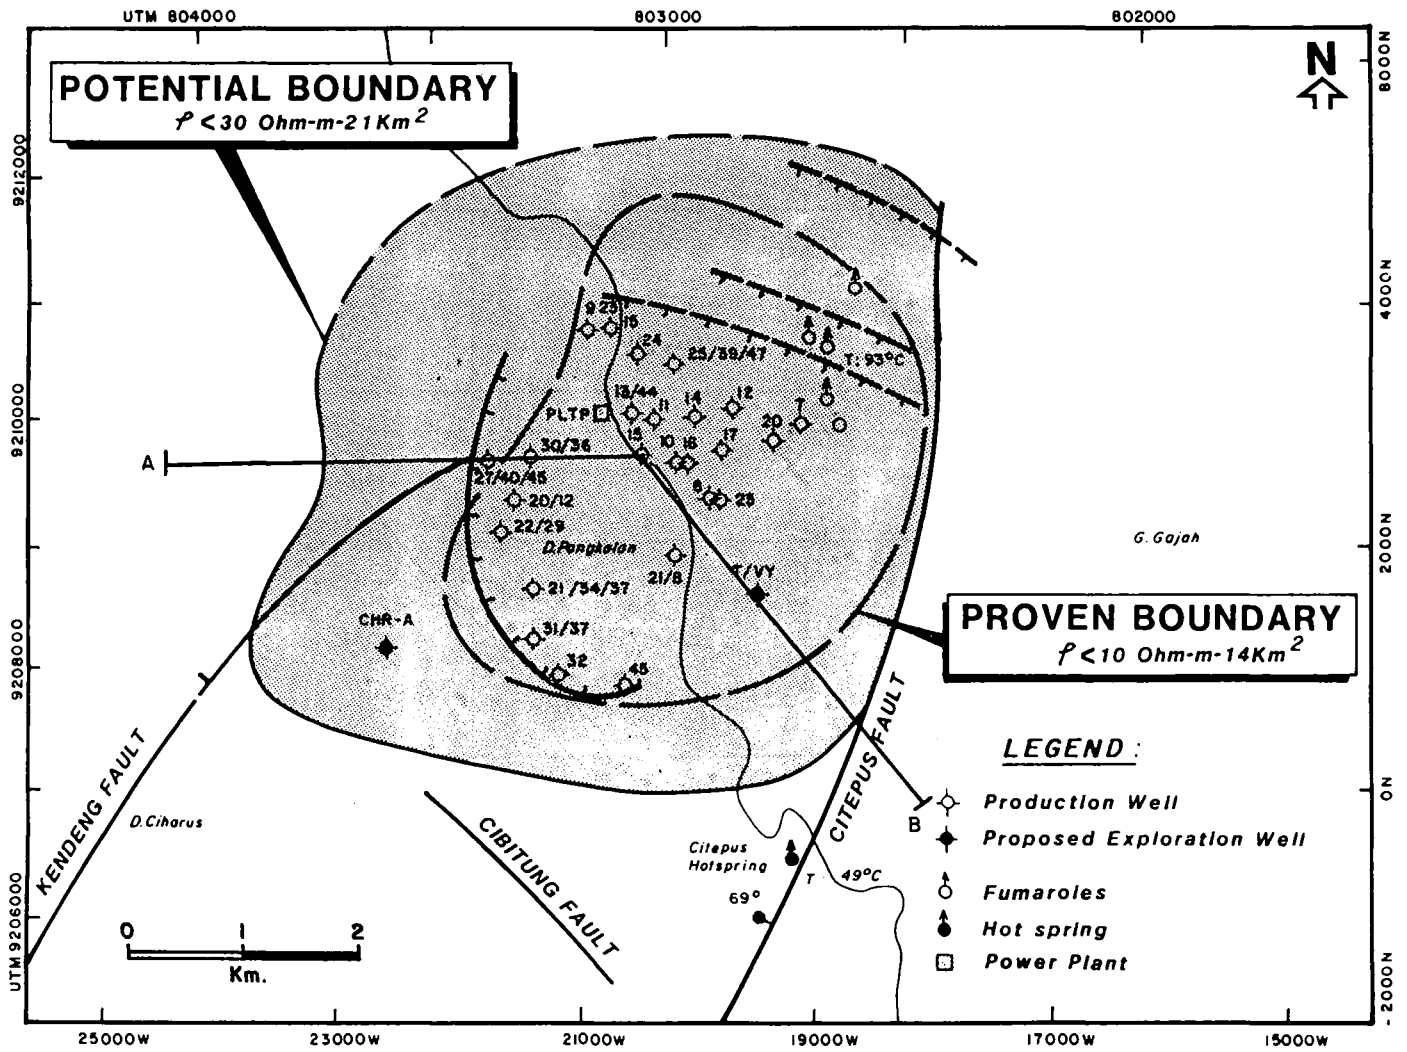 UTM 804000
803000
802000
POTENTIAL BOUNDARY
ρ <30 Ohm-m-21Km²
N
8000N
9212000
4000N
9 23
15
24
25/39/47
T: 93°C
13/44
11
14
12
7
20
PLTP
9210000
15
10
16
17
30/36
A
27/40/45
8
23
20/12
22/29
D.Pangkalan
G. Gajah
2000N
21/8
T/VY
21/34/37
PROVEN BOUNDARY
ρ <10 Ohm-m-14Km²
CHR-A
31/37
32
45
9208000
CITEPUS FAULT
LEGEND :
0N
Production Well
B
Proposed Exploration Well
Fumaroles
Hot spring
Power Plant
KENDENG FAULT
D.Ciharus
CIBITUNG FAULT
Citepus
Hotspring
T
49°C
69°
UTM 9206000
0 1 2
Km.
-2000N
25000W
23000W
21000W
19000W
17000W
15000W